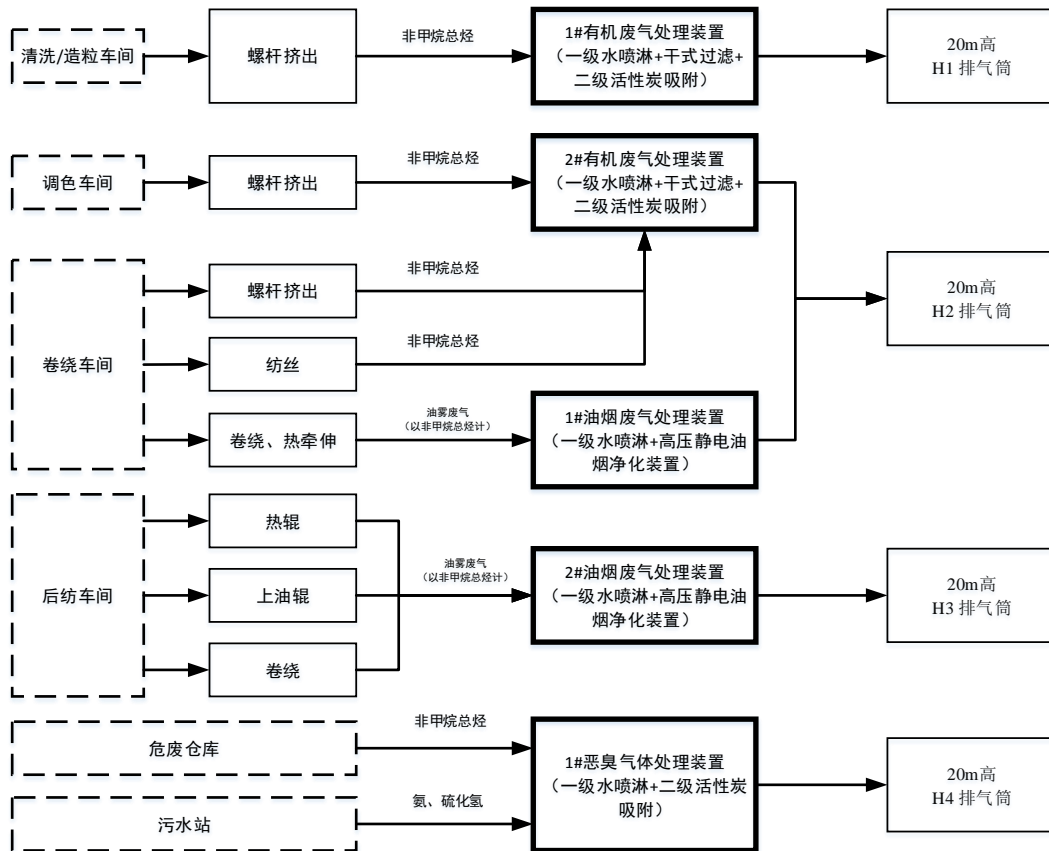 清洗/造粒车间
螺杆挤出
非甲烷总烃
1#有机废气处理装置
（一级水喷淋+干式过滤+
二级活性炭吸附）
20m高
H1 排气筒
调色车间
螺杆挤出
非甲烷总烃
2#有机废气处理装置
（一级水喷淋+干式过滤+
二级活性炭吸附）
卷绕车间
螺杆挤出
非甲烷总烃
纺丝
非甲烷总烃
20m高
H2 排气筒
卷绕、热牵伸
油雾废气
（以非甲烷总烃计）
1#油烟废气处理装置
（一级水喷淋+高压静电油
烟净化装置）
后纺车间
热辊
上油辊
卷绕
油雾废气
（以非甲烷总烃计）
2#油烟废气处理装置
（一级水喷淋+高压静电油
烟净化装置）
20m高
H3 排气筒
危废仓库
非甲烷总烃
污水站
氨、硫化氢
1#恶臭气体处理装置
（一级水喷淋+二级活性炭
吸附）
20m高
H4 排气筒